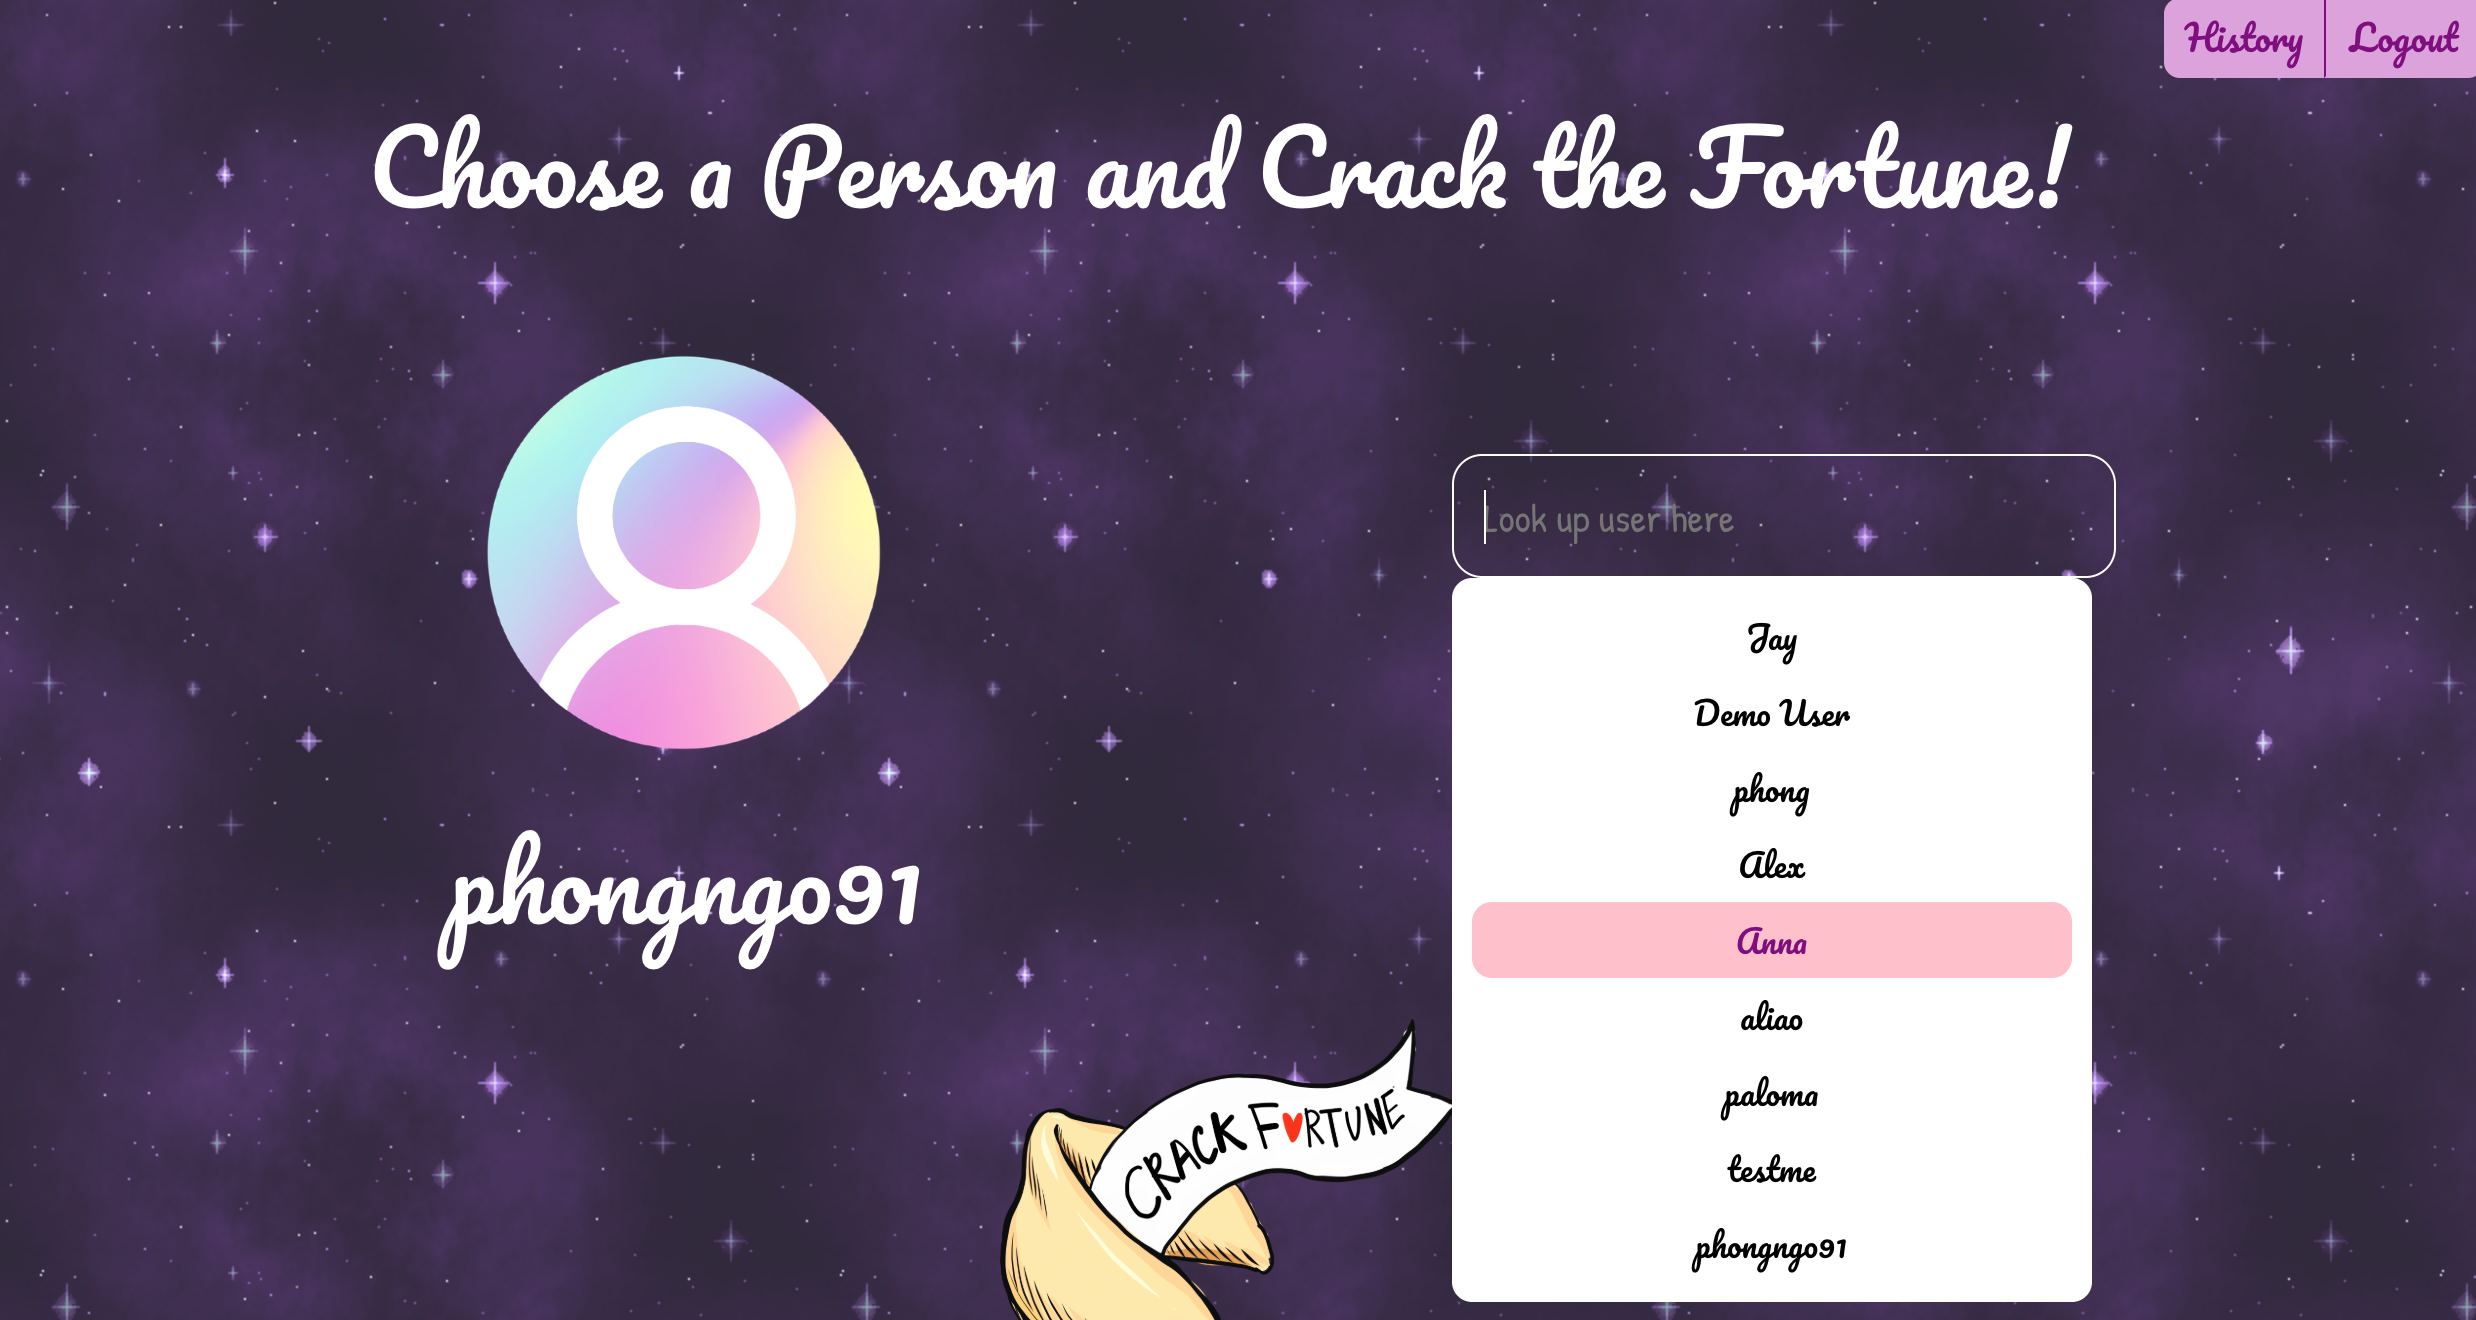 History
Logout
Choose a Person and Crack the Fortune!
Look up user here
Jay
Demo User
phong
Alex
Anna
aliao
paloma
testme
phongngo91
phongngo91
CRACK F♥RTUNE